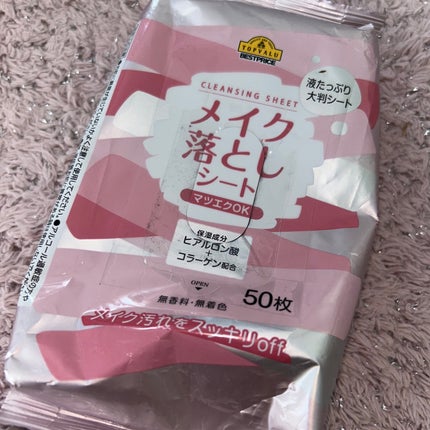 TOPVALU
BESTPRICE
CLEANSING SHEET
液たっぷり
大判シート
メイク
落とし
シート
マツエクOK
保湿成分
ヒアルロン酸
+
コラーゲン配合
OPEN
無香料・無着色
50枚
メイク汚れをスッキリoff